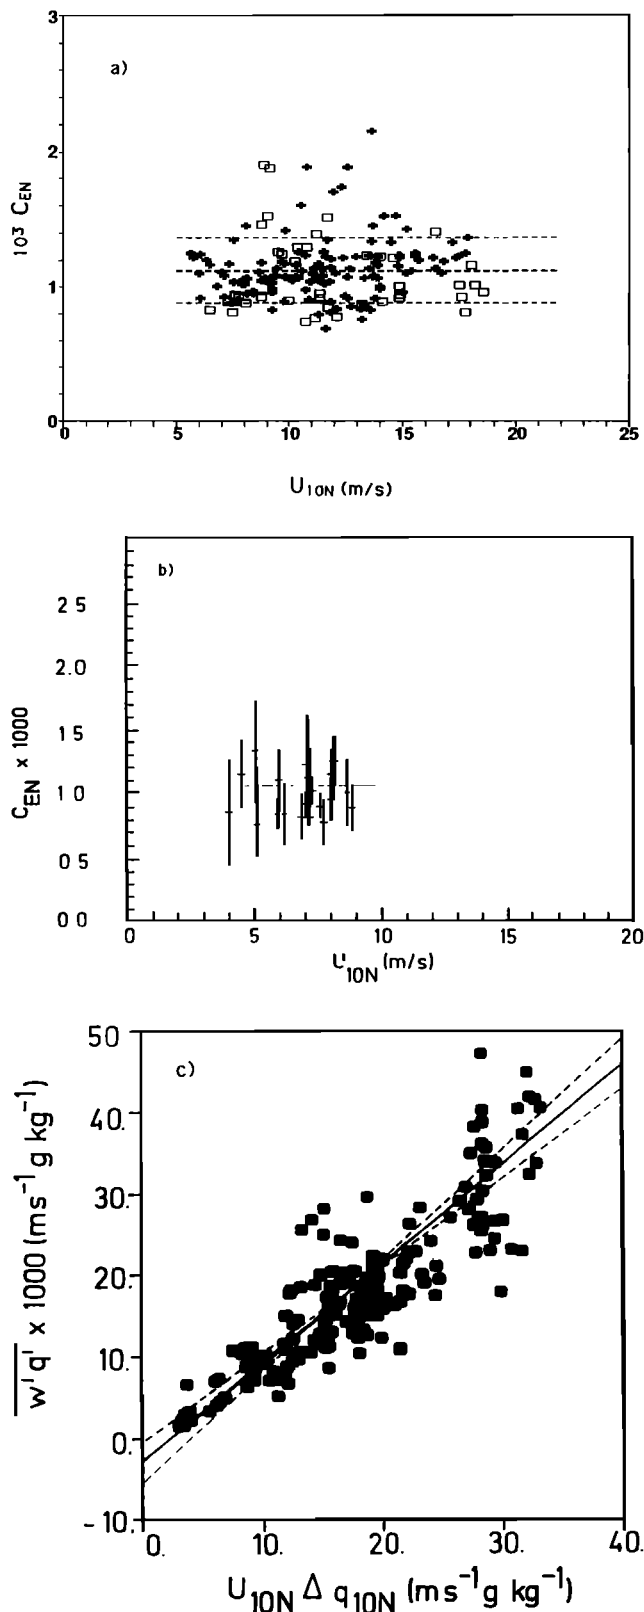 3
a)
2
10³ C_EN
1
0
0 5 10 15 20 25
U_10N (m/s)
b)
2 5
2. 0
1 5
C_EN x 1000
1 0
0 5
0 0
0 5 10 15 20
U_10N (m/s)
50
c)
40.
30.
20.
10.
0.
-10.
w'q' x 1000 (ms⁻¹ g kg⁻¹)
0. 10. 20. 30. 40.
U_10N Δ q_10N (ms⁻¹g kg⁻¹)